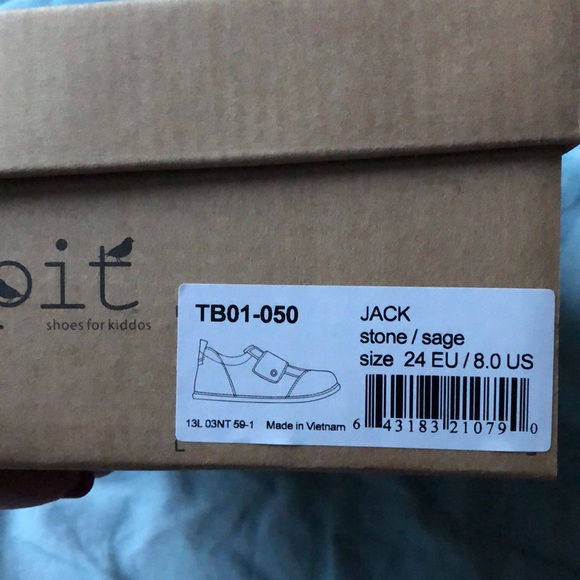 pit
shoes for kiddos
TB01-050
JACK
stone / sage
size 24 EU / 8.0 US
13L 03NT 59-1 Made in Vietnam
6 43183 21079 0